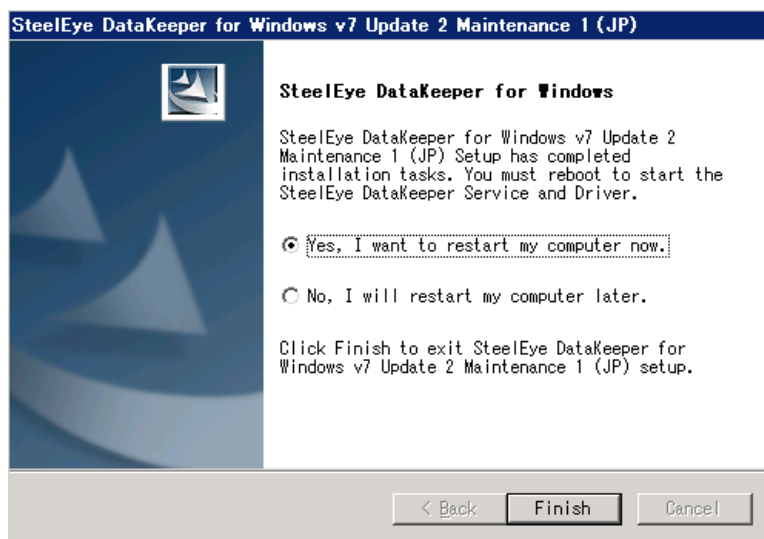 SteelEye DataKeeper for Windows v7 Update 2 Maintenance 1 (JP)
SteelEye DataKeeper for Windows
SteelEye DataKeeper for Windows v7 Update 2
Maintenance 1 (JP) Setup has completed
installation tasks. You must reboot to start the
SteelEye DataKeeper Service and Driver.
Yes, I want to restart my computer now.
No, I will restart my computer later.
Click Finish to exit SteelEye DataKeeper for
Windows v7 Update 2 Maintenance 1 (JP) setup.
< Back
Finish
Cancel